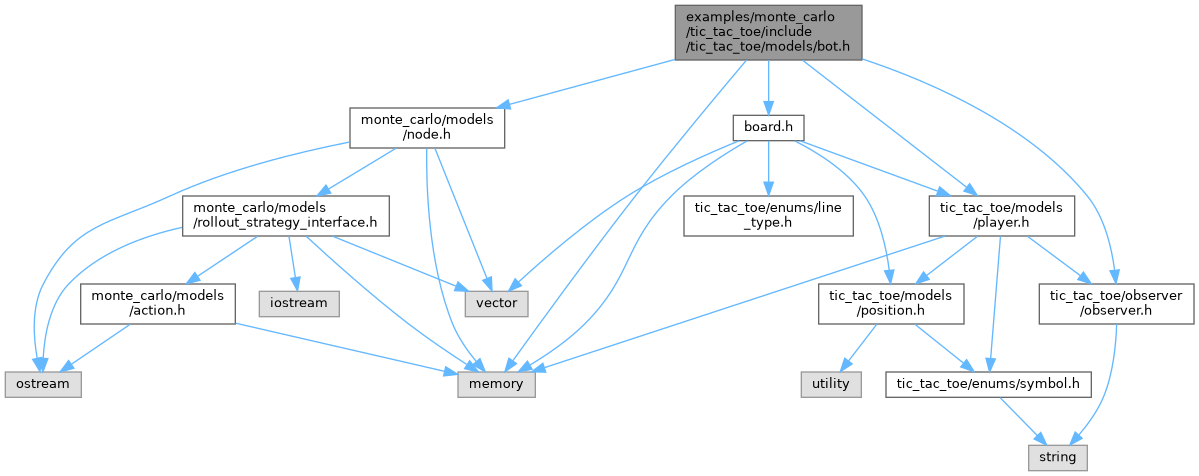 examples/monte_carlo
/tic_tac_toe/include
/tic_tac_toe/models/bot.h
monte_carlo/models
/node.h
board.h
monte_carlo/models
/rollout_strategy_interface.h
tic_tac_toe/enums/line
_type.h
tic_tac_toe/models
/player.h
monte_carlo/models
/action.h
iostream
vector
tic_tac_toe/models
/position.h
tic_tac_toe/observer
/observer.h
ostream
memory
utility
tic_tac_toe/enums/symbol.h
string